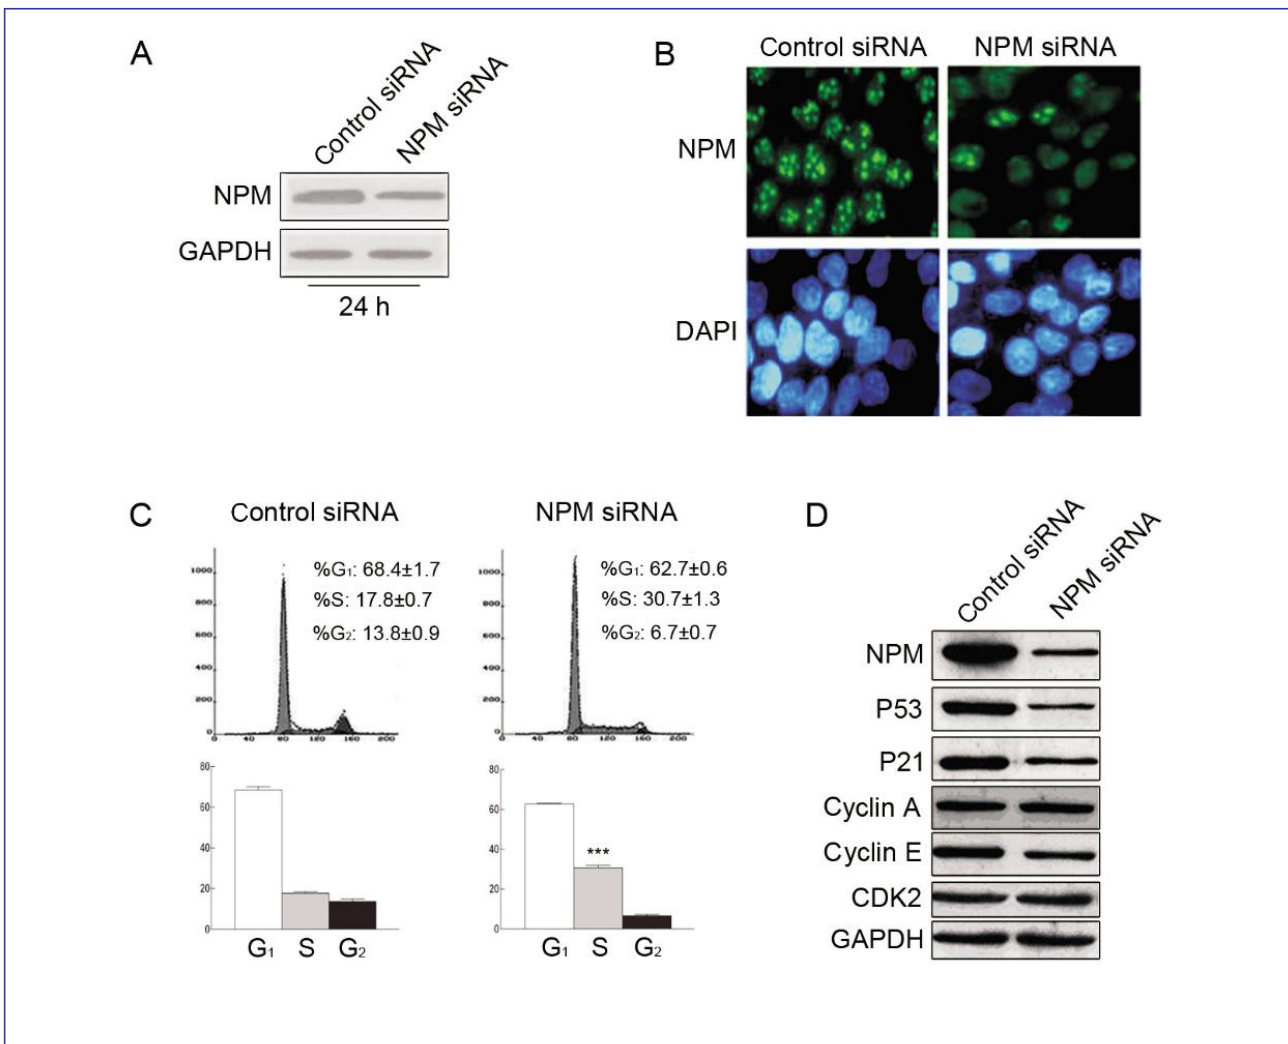 A
Control siRNA
NPM siRNA
NPM
GAPDH
24 h
B
Control siRNA
NPM siRNA
NPM
DAPI
C
Control siRNA
NPM siRNA
%G₁: 68.4±1.7
%S: 17.8±0.7
%G₂: 13.8±0.9
1000
800
600
400
200
0
0 40 80 120 160 200
%G₁: 62.7±0.6
%S: 30.7±1.3
%G₂: 6.7±0.7
1000
800
600
400
200
0
0 40 80 120 160 200
80
60
40
20
0
G₁ S G₂
80
60
40
20
0
***
G₁ S G₂
D
Control siRNA
NPM siRNA
NPM
P53
P21
Cyclin A
Cyclin E
CDK2
GAPDH